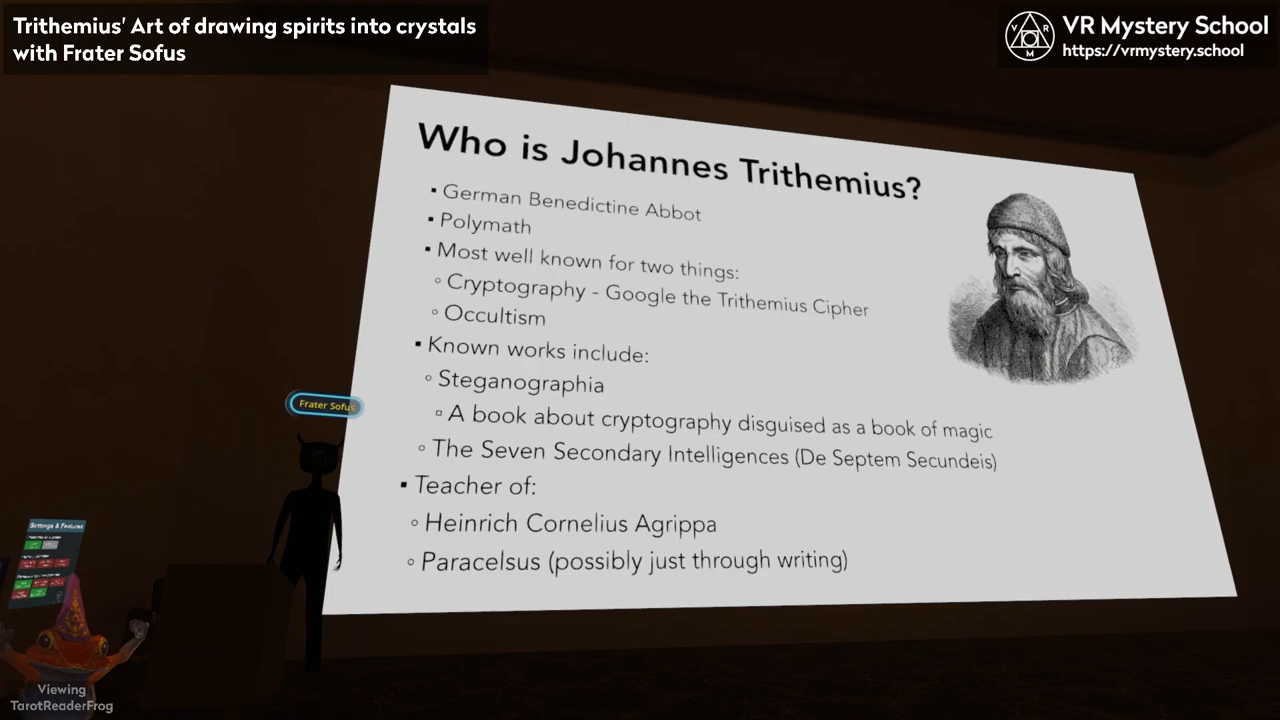 Trithemius' Art of drawing spirits into crystals
with Frater Sofus
VR Mystery School
https://vrmystery.school
V R
M
Who is Johannes Trithemius?
▪ German Benedictine Abbot
▪ Polymath
▪ Most well known for two things:
◦ Cryptography - Google the Trithemius Cipher
◦ Occultism
▪ Known works include:
◦ Steganographia
▫ A book about cryptography disguised as a book of magic
◦ The Seven Secondary Intelligences (De Septem Secundeis)
▪ Teacher of:
◦ Heinrich Cornelius Agrippa
◦ Paracelsus (possibly just through writing)
Frater Sofus
Settings & Features
Viewing
TarotReaderFrog